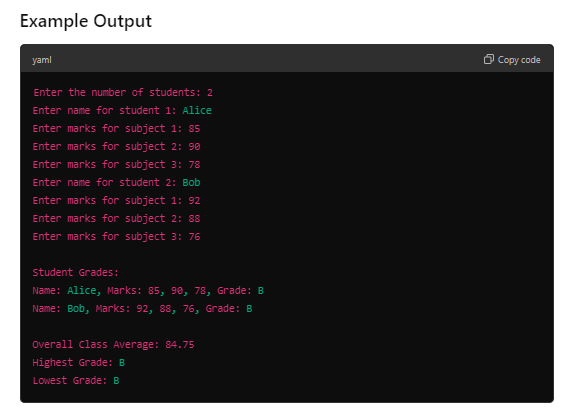 Example Output
yaml
Copy code
Enter the number of students: 2
Enter name for student 1: Alice
Enter marks for subject 1: 85
Enter marks for subject 2: 90
Enter marks for subject 3: 78
Enter name for student 2: Bob
Enter marks for subject 1: 92
Enter marks for subject 2: 88
Enter marks for subject 3: 76
Student Grades:
Name: Alice, Marks: 85, 90, 78, Grade: B
Name: Bob, Marks: 92, 88, 76, Grade: B
Overall Class Average: 84.75
Highest Grade: B
Lowest Grade: B